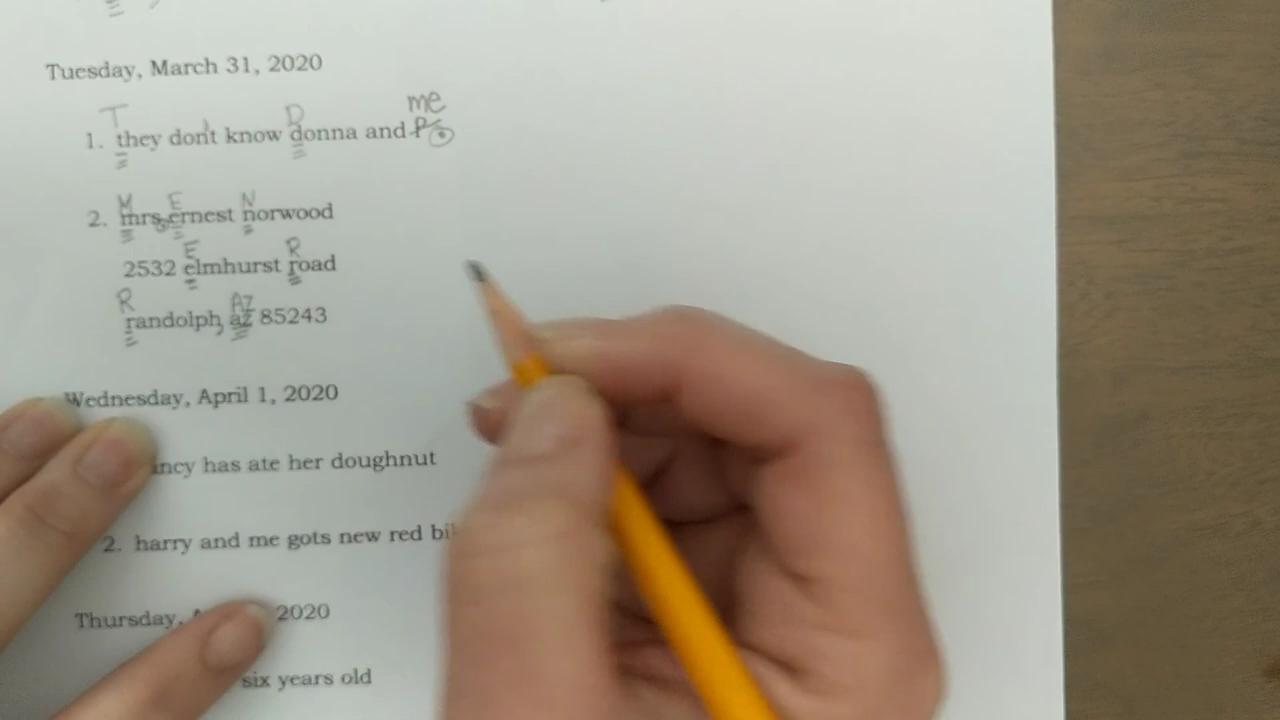 Tuesday, March 31, 2020
T D me
1. they don't know donna and I.
M E N
2. mrs. ernest norwood
E R
2532 elmhurst road
R AZ
randolph, az 85243
Wednesday, April 1, 2020
has ate her doughnut
2. harry and me gots new red
Thursday, 2020
six years old